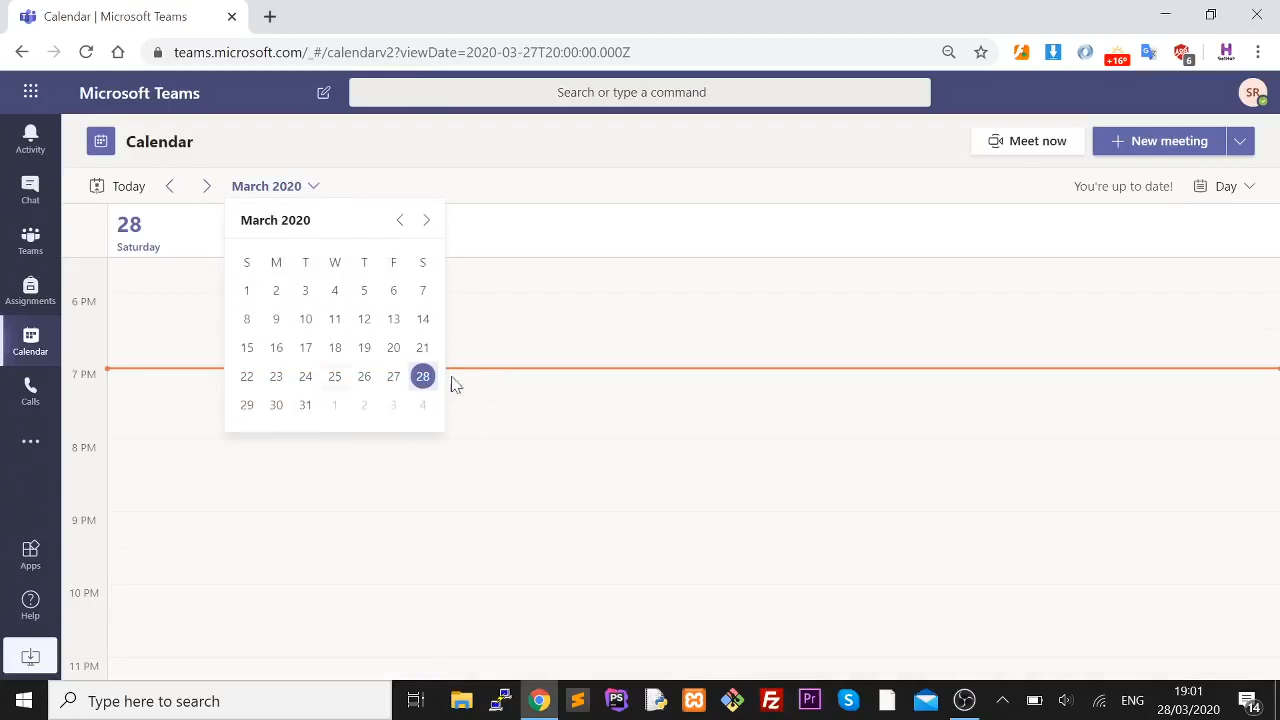 Calendar | Microsoft Teams
teams.microsoft.com/_#/calendarv2?viewDate=2020-03-27T20:00:00.000Z
+16°
6
Microsoft Teams
Search or type a command
SR
Activity
Chat
Teams
Assignments
Calendar
Calls
Apps
Help
Calendar
Meet now
New meeting
Today
March 2020
You're up to date!
Day
28
Saturday
March 2020
S M T W T F S
1 2 3 4 5 6 7
8 9 10 11 12 13 14
15 16 17 18 19 20 21
22 23 24 25 26 27 28
29 30 31 1 2 3 4
6 PM
7 PM
8 PM
9 PM
10 PM
11 PM
Type here to search
PS
Fz
Pr
S
ENG
19:01
28/03/2020
14